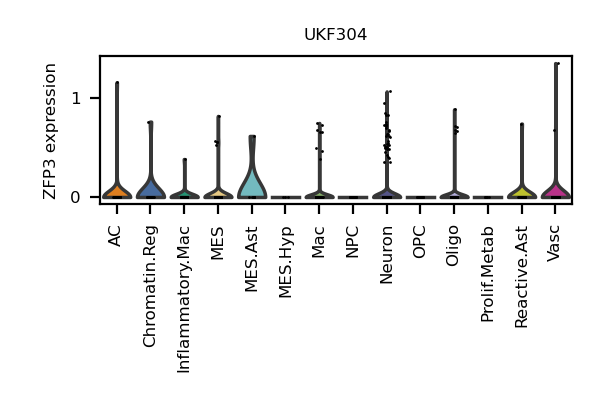 UKF304
ZFP3 expression
1
0
AC
Chromatin.Reg
Inflammatory.Mac
MES
MES.Ast
MES.Hyp
Mac
NPC
Neuron
OPC
Oligo
Prolif.Metab
Reactive.Ast
Vasc